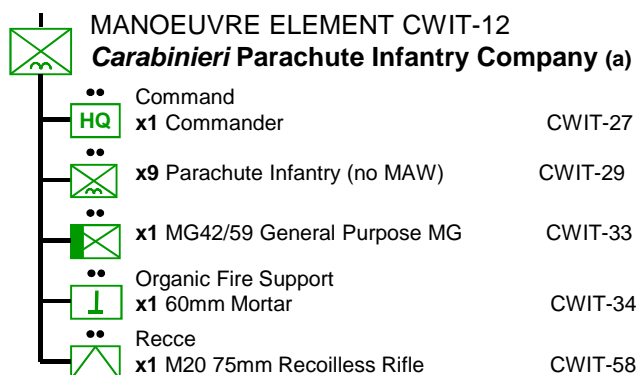 MANOEUVRE ELEMENT CWIT-12
Carabinieri Parachute Infantry Company (a)
Command
HQ x1 Commander CWIT-27
x9 Parachute Infantry (no MAW) CWIT-29
x1 MG42/59 General Purpose MG CWIT-33
Organic Fire Support
x1 60mm Mortar CWIT-34
Recce
x1 M20 75mm Recoilless Rifle CWIT-58